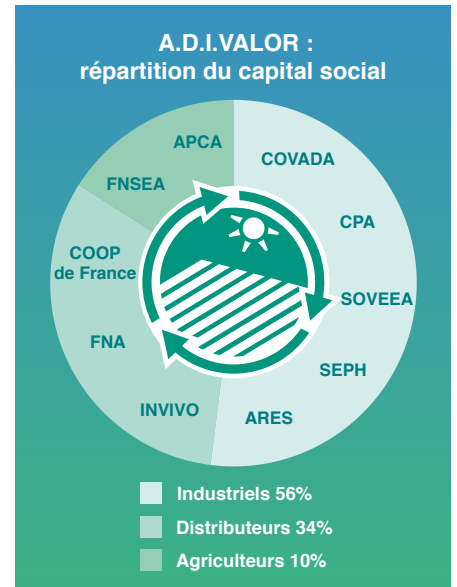 A.D.I.VALOR :
répartition du capital social
APCA
COVADA
FNSEA
CPA
COOP
de France
SOVEEA
FNA
SEPH
INVIVO
ARES
Industriels 56%
Distributeurs 34%
Agriculteurs 10%